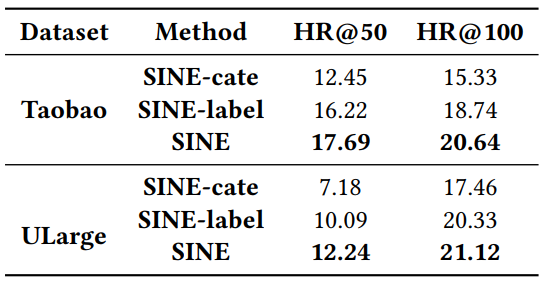 Dataset Method HR@50 HR@100
SINE-cate 12.45 15.33
Taobao SINE-label 16.22 18.74
SINE 17.69 20.64
SINE-cate 7.18 17.46
SINE-label 10.09 20.33
ULarge
SINE 12.24 21.12